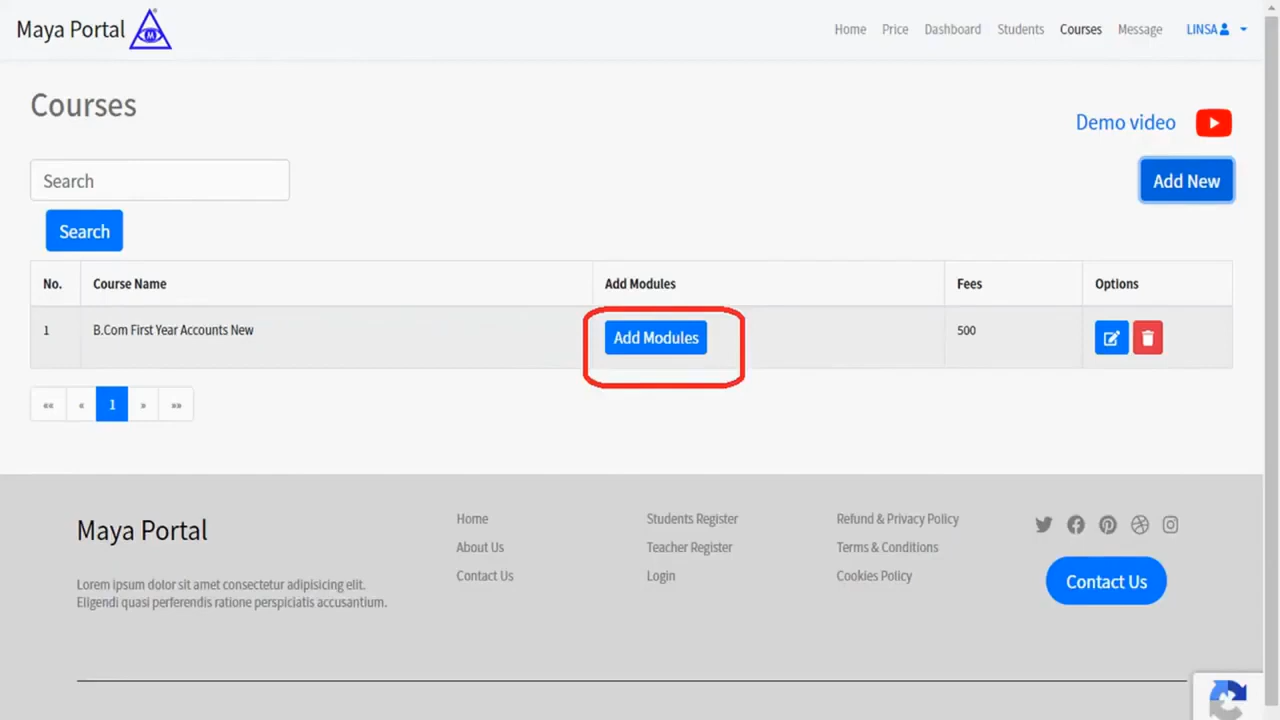 Maya Portal
Home Price Dashboard Students Courses Message LINSA
Courses
Demo video
Search
Add New
Search
No. Course Name Add Modules Fees Options
1 B.Com First Year Accounts New Add Modules 500
«« « 1 » »»
Maya Portal
Lorem ipsum dolor sit amet consectetur adipisicing elit.
Eligendi quasi perferendis ratione perspiciatis accusantium.
Home
About Us
Contact Us
Students Register
Teacher Register
Login
Refund & Privacy Policy
Terms & Conditions
Cookies Policy
Contact Us